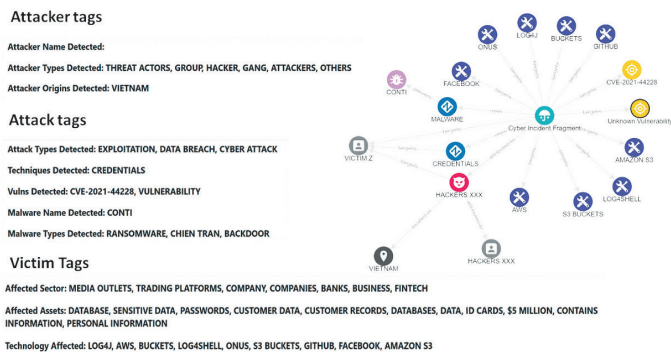 Attacker tags
Attacker Name Detected:
Attacker Types Detected: THREAT ACTORS, GROUP, HACKER, GANG, ATTACKERS, OTHERS
Attacker Origins Detected: VIETNAM
Attack tags
Attack Types Detected: EXPLOITATION, DATA BREACH, CYBER ATTACK
Techniques Detected: CREDENTIALS
Vulns Detected: CVE-2021-44228, VULNERABILITY
Malware Name Detected: CONTI
Malware Types Detected: RANSOMWARE, CHIEN TRAN, BACKDOOR
ONUS
LOG4J
BUCKETS
GITHUB
FACEBOOK
CVE-2021-44228
CONTI
MALWARE
Cyber Incident Fragment
Unknown Vulnerability
VICTIM Z
CREDENTIALS
AMAZON S3
HACKERS XXX
AWS
S3 BUCKETS
LOG4SHELL
VIETNAM
HACKERS XXX
Victim Tags
Affected Sector: MEDIA OUTLETS, TRADING PLATFORMS, COMPANY, COMPANIES, BANKS, BUSINESS, FINTECH
Affected Assets: DATABASE, SENSITIVE DATA, PASSWORDS, CUSTOMER DATA, CUSTOMER RECORDS, DATABASES, DATA, ID CARDS, $5 MILLION, CONTAINS
INFORMATION, PERSONAL INFORMATION
Technology Affected: LOG4J, AWS, BUCKETS, LOG4SHELL, ONUS, S3 BUCKETS, GITHUB, FACEBOOK, AMAZON S3